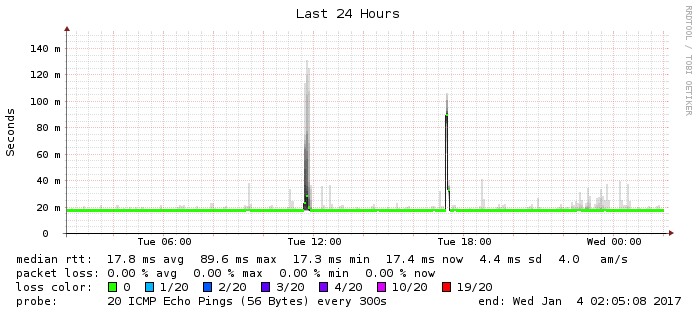 Last 24 Hours
RRDTOOL / TOBI OETIKER
Seconds
140 m
120 m
100 m
80 m
60 m
40 m
20 m
0
Tue 06:00 Tue 12:00 Tue 18:00 Wed 00:00
median rtt: 17.8 ms avg 89.6 ms max 17.3 ms min 17.4 ms now 4.4 ms sd 4.0 am/s
packet loss: 0.00 % avg 0.00 % max 0.00 % min 0.00 % now
loss color: 0 1/20 2/20 3/20 4/20 10/20 19/20
probe: 20 ICMP Echo Pings (56 Bytes) every 300s end: Wed Jan 4 02:05:08 2017